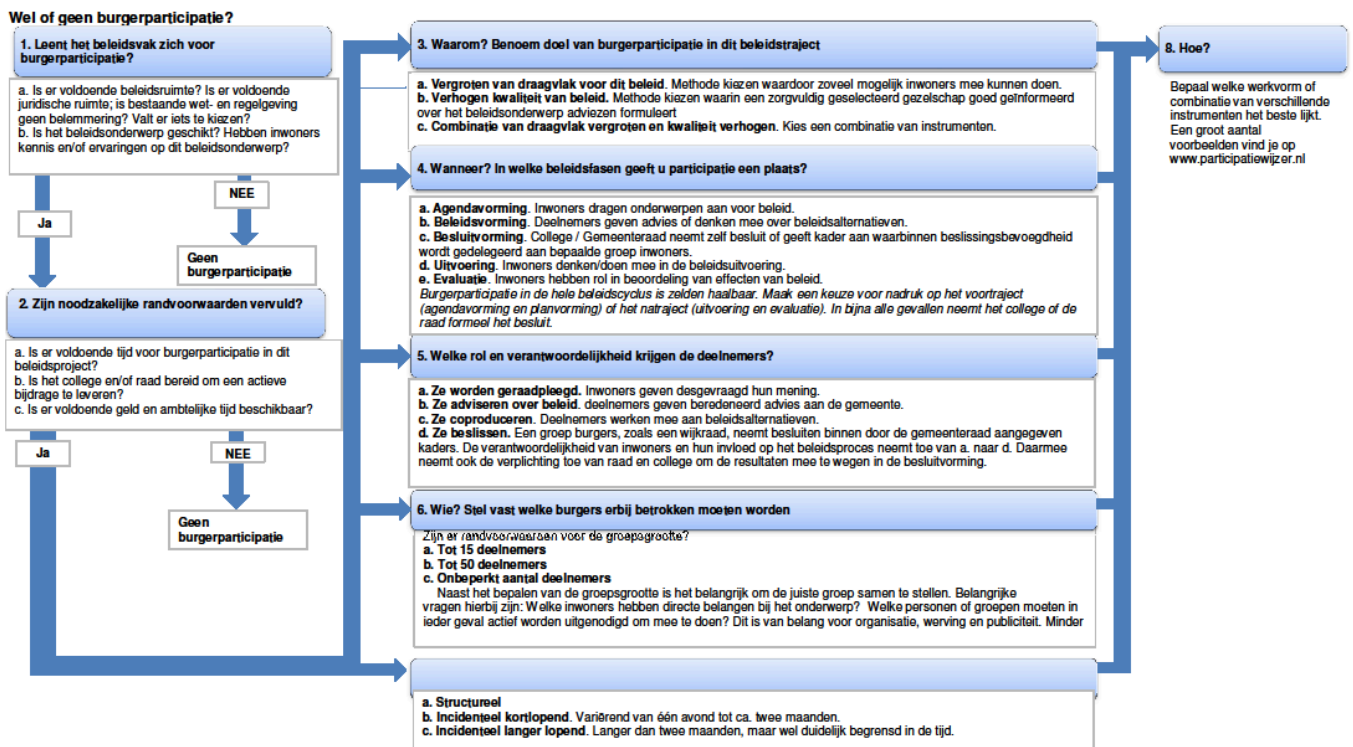 Wel of geen burgerparticipatie?
1. Leent het beleidsvak zich voor
burgerparticipatie?
a. Is er voldoende beleidsruimte? Is er voldoende
juridische ruimte; is bestaande wet- en regelgeving
geen belemmering? Valt er iets te kiezen?
b. Is het beleidsonderwerp geschikt? Hebben inwoners
kennis en/of ervaringen op dit beleidsonderwerp?
Ja
NEE
Geen
burgerparticipatie
2. Zijn noodzakelijke randvoorwaarden vervuld?
a. Is er voldoende tijd voor burgerparticipatie in dit
beleidsproject?
b. Is het college en/of raad bereid om een actieve
bijdrage te leveren?
c. Is er voldoende geld en ambtelijke tijd beschikbaar?
Ja
NEE
Geen
burgerparticipatie
3. Waarom? Benoem doel van burgerparticipatie in dit beleidstraject
a. Vergroten van draagvlak voor dit beleid. Methode kiezen waardoor zoveel mogelijk inwoners mee kunnen doen.
b. Verhogen kwaliteit van beleid. Methode kiezen waarin een zorgvuldig geselecteerd gezelschap goed geïnformeerd
over het beleidsonderwerp adviezen formuleert
c. Combinatie van draagvlak vergroten en kwaliteit verhogen. Kies een combinatie van instrumenten.
4. Wanneer? In welke beleidsfasen geeft u participatie een plaats?
a. Agendavorming. Inwoners dragen onderwerpen aan voor beleid.
b. Beleidsvorming. Deelnemers geven advies of denken mee over beleidsalternatieven.
c. Besluitvorming. College / Gemeenteraad neemt zelf besluit of geeft kader aan waarbinnen beslissingsbevoegdheid
wordt gedelegeerd aan bepaalde groep inwoners.
d. Uitvoering. Inwoners denken/doen mee in de beleidsuitvoering.
e. Evaluatie. Inwoners hebben rol in beoordeling van effecten van beleid.
Burgerparticipatie in de hele beleidscyclus is zelden haalbaar. Maak een keuze voor nadruk op het voortraject
(agendavorming en planvorming) of het natraject (uitvoering en evaluatie). In bijna alle gevallen neemt het college of de
raad formeel het besluit.
5. Welke rol en verantwoordelijkheid krijgen de deelnemers?
a. Ze worden geraadpleegd. Inwoners geven desgevraagd hun mening.
b. Ze adviseren over beleid. deelnemers geven beredeneerd advies aan de gemeente.
c. Ze coproduceren. Deelnemers werken mee aan beleidsalternatieven.
d. Ze beslissen. Een groep burgers, zoals een wijkraad, neemt besluiten binnen door de gemeenteraad aangegeven
kaders. De verantwoordelijkheid van inwoners en hun invloed op het beleidsproces neemt toe van a. naar d. Daarmee
neemt ook de verplichting toe van raad en college om de resultaten mee te wegen in de besluitvorming.
6. Wie? Stel vast welke burgers erbij betrokken moeten worden
Zijn er randvoorwaarden voor de groepsgrootte?
a. Tot 15 deelnemers
b. Tot 50 deelnemers
c. Onbeperkt aantal deelnemers
Naast het bepalen van de groepsgrootte is het belangrijk om de juiste groep samen te stellen. Belangrijke
vragen hierbij zijn: Welke inwoners hebben directe belangen bij het onderwerp? Welke personen of groepen moeten in
ieder geval actief worden uitgenodigd om mee te doen? Dit is van belang voor organisatie, werving en publiciteit. Minder
a. Structureel
b. Incidenteel kortlopend. Variërend van één avond tot ca. twee maanden.
c. Incidenteel langer lopend. Langer dan twee maanden, maar wel duidelijk begrensd in de tijd.
8. Hoe?
Bepaal welke werkvorm of
combinatie van verschillende
instrumenten het beste lijkt.
Een groot aantal
voorbeelden vind je op
www.participatiewijzer.nl